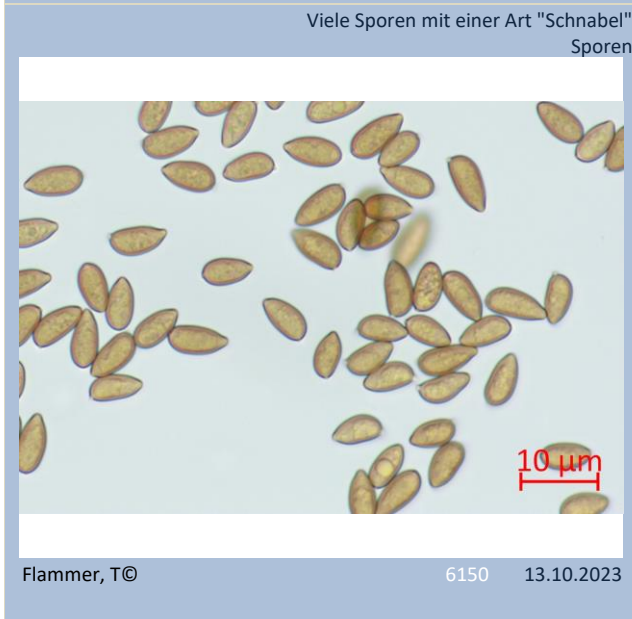 Viele Sporen mit einer Art "Schnabel"
Sporen
10 µm
Flammer, T©
6150
13.10.2023